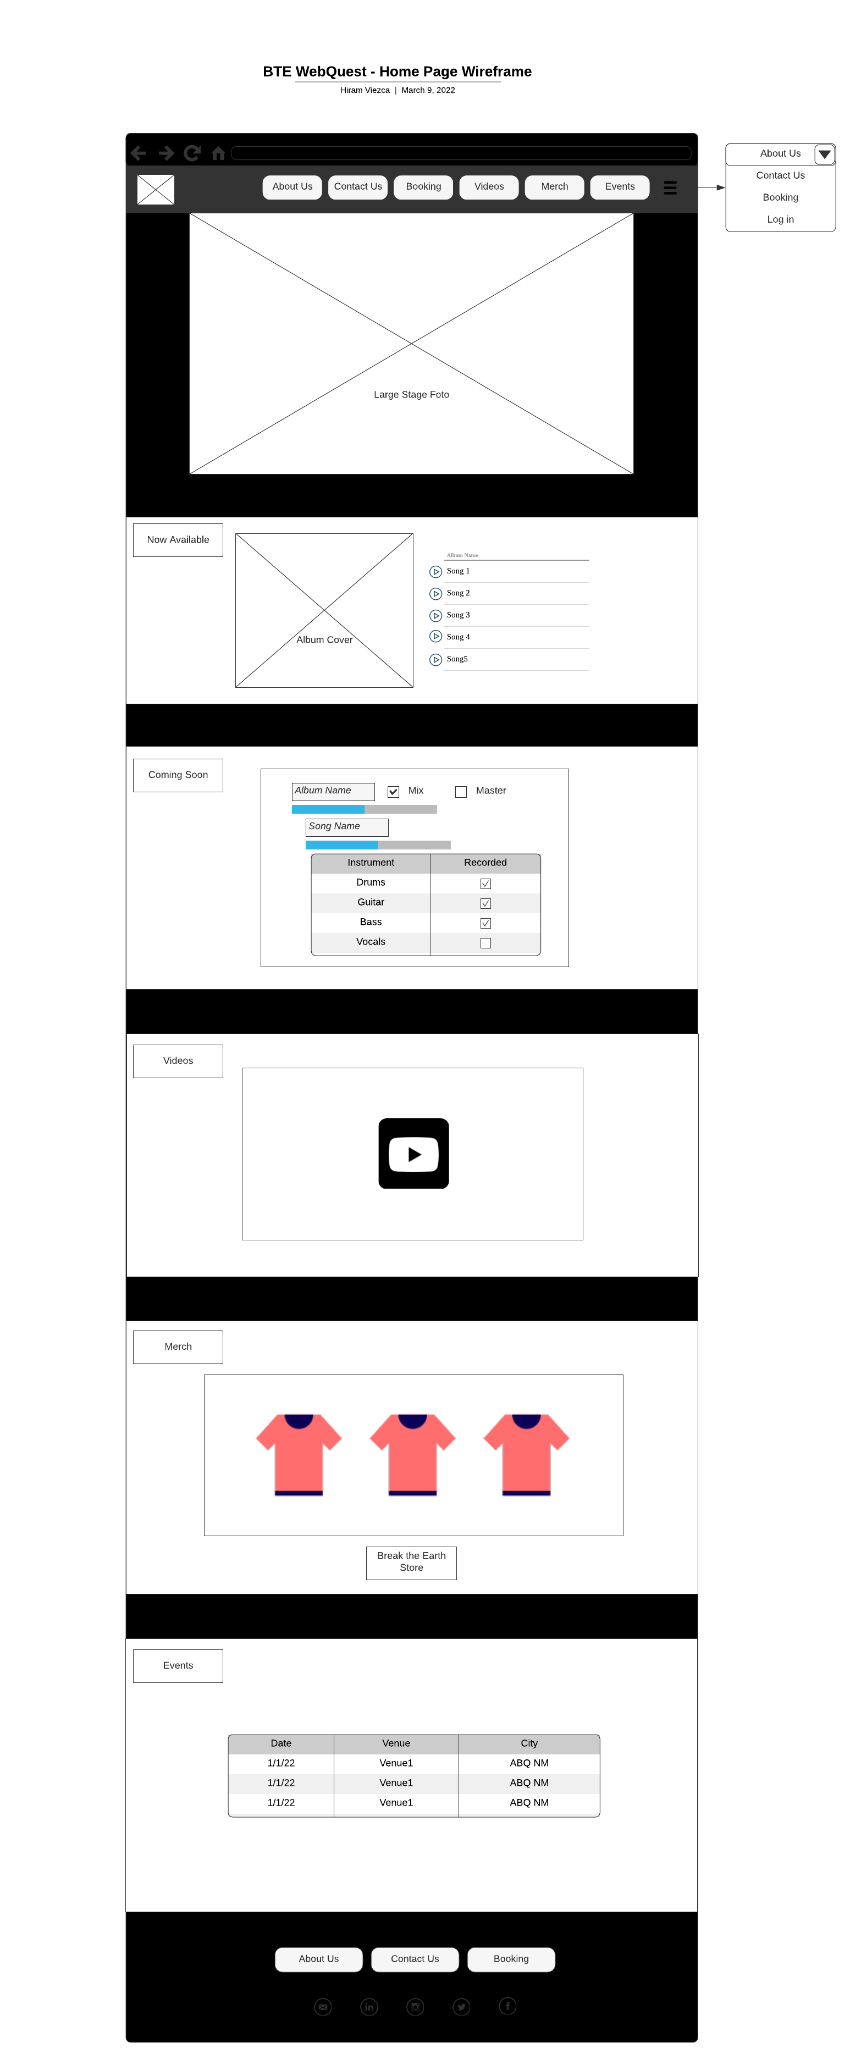 BTE WebQuest - Home Page Wireframe
Hiram Viezca | March 9, 2022
About Us
Contact Us
Booking
Log in
About Us Contact Us Booking Videos Merch Events
Large Stage Foto
Now Available
Album Cover
Album Name
Song 1
Song 2
Song 3
Song 4
Song5
Coming Soon
Album Name Mix Master
Song Name
Instrument Recorded
Drums
Guitar
Bass
Vocals
Videos
Merch
Break the Earth
Store
Events
Date Venue City
1/1/22 Venue1 ABQ NM
1/1/22 Venue1 ABQ NM
1/1/22 Venue1 ABQ NM
About Us Contact Us Booking